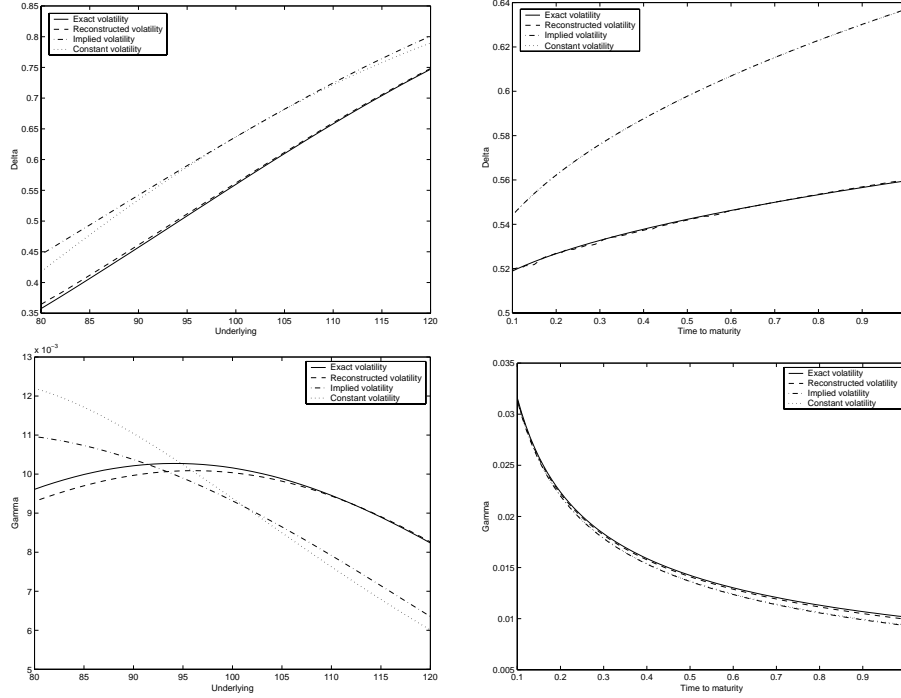 Exact volatility
Reconstructed volatility
Implied volatility
Constant volatility
0.85
0.8
0.75
0.7
0.65
0.6
0.55
0.5
0.45
0.4
0.35
Delta
80 85 90 95 100 105 110 115 120
Underlying
Exact volatility
Reconstructed volatility
Implied volatility
Constant volatility
0.64
0.62
0.6
0.58
0.56
0.54
0.52
0.5
Delta
0.1 0.2 0.3 0.4 0.5 0.6 0.7 0.8 0.9
Time to maturity
x 10⁻³
Exact volatility
Reconstructed volatility
Implied volatility
Constant volatility
13
12
11
10
9
8
7
6
5
Gamma
80 85 90 95 100 105 110 115 120
Underlying
Exact volatility
Reconstructed volatility
Implied volatility
Constant volatility
0.035
0.03
0.025
0.02
0.015
0.01
0.005
Gamma
0.1 0.2 0.3 0.4 0.5 0.6 0.7 0.8 0.9
Time to maturity